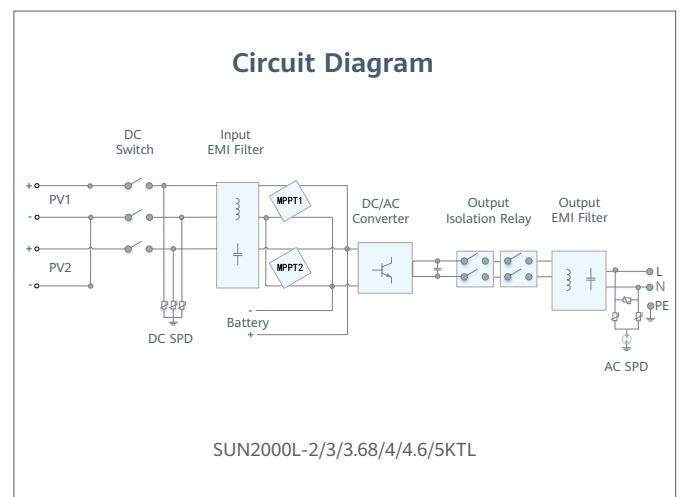 Circuit Diagram
DC
Switch
Input
EMI Filter
+
PV1
-
+
PV2
-
MPPT1
MPPT2
DC/AC
Converter
Output
Isolation Relay
Output
EMI Filter
L
N
PE
DC SPD
-
Battery
+
AC SPD
SUN2000L-2/3/3.68/4/4.6/5KTL